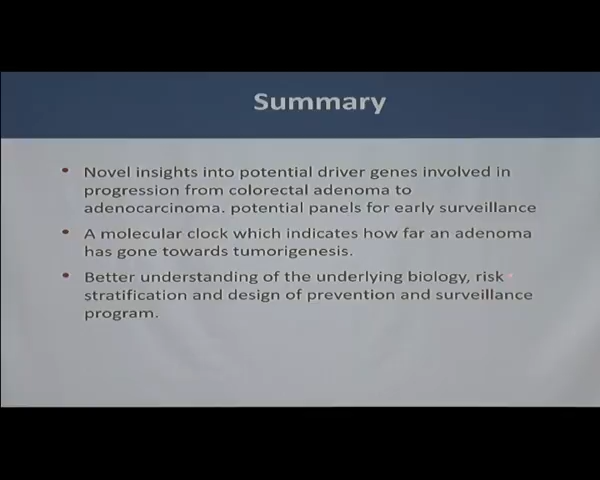 Summary
• Novel insights into potential driver genes involved in
progression from colorectal adenoma to
adenocarcinoma. potential panels for early surveillance
• A molecular clock which indicates how far an adenoma
has gone towards tumorigenesis.
• Better understanding of the underlying biology, risk
stratification and design of prevention and surveillance
program.